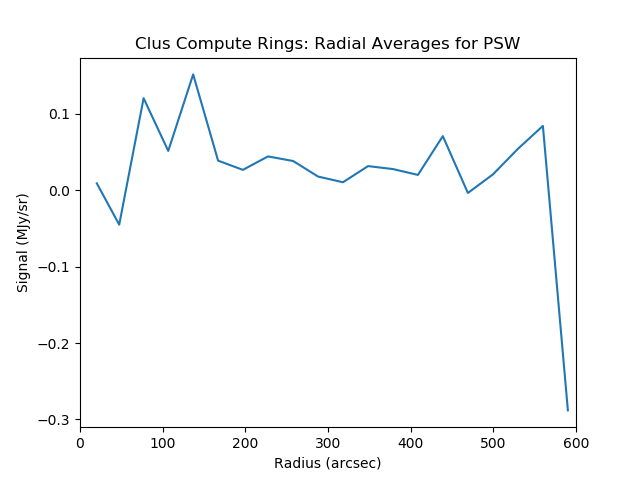 Clus Compute Rings: Radial Averages for PSW
Signal (MJy/sr)
0.1
0.0
−0.1
−0.2
−0.3
0 100 200 300 400 500 600
Radius (arcsec)